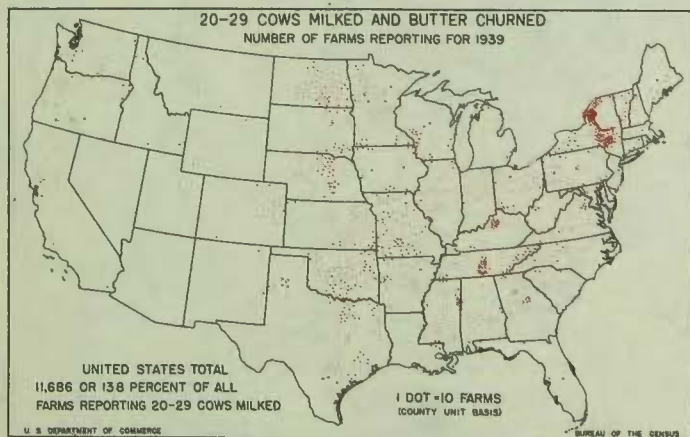 20-29 COWS MILKED AND BUTTER CHURNED
NUMBER OF FARMS REPORTING FOR 1939
UNITED STATES TOTAL
11,686 OR 138 PERCENT OF ALL
FARMS REPORTING 20-29 COWS MILKED
1 DOT = 10 FARMS
(COUNTY UNIT BASIS)
U. S. DEPARTMENT OF COMMERCE
BUREAU OF THE CENSUS